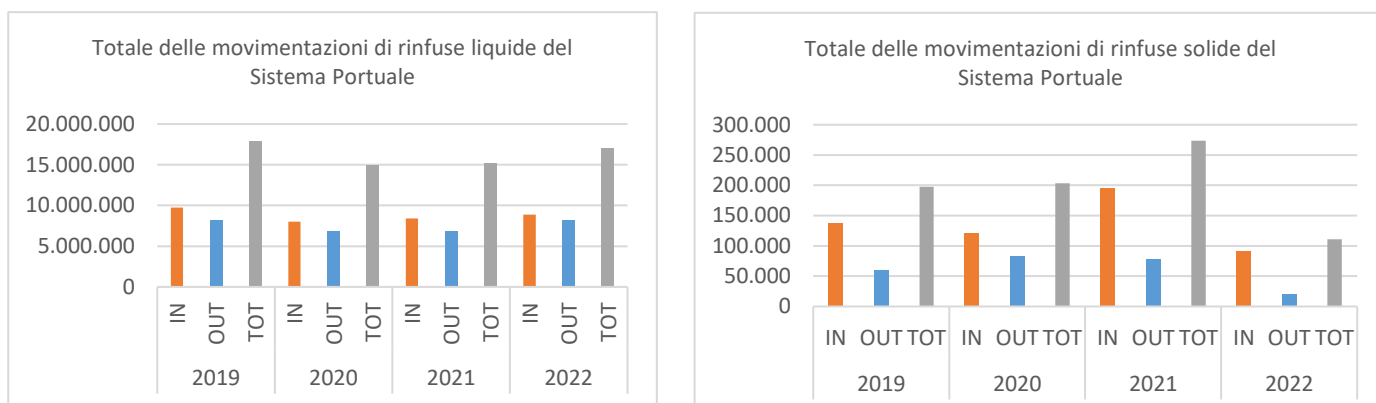 Totale delle movimentazioni di rinfuse liquide del
Sistema Portuale
20.000.000
15.000.000
10.000.000
5.000.000
0
IN OUT TOT IN OUT TOT IN OUT TOT IN OUT TOT
2019 2020 2021 2022
Totale delle movimentazioni di rinfuse solide del
Sistema Portuale
300.000
250.000
200.000
150.000
100.000
50.000
0
IN OUT TOT IN OUT TOT IN OUT TOT IN OUT TOT
2019 2020 2021 2022